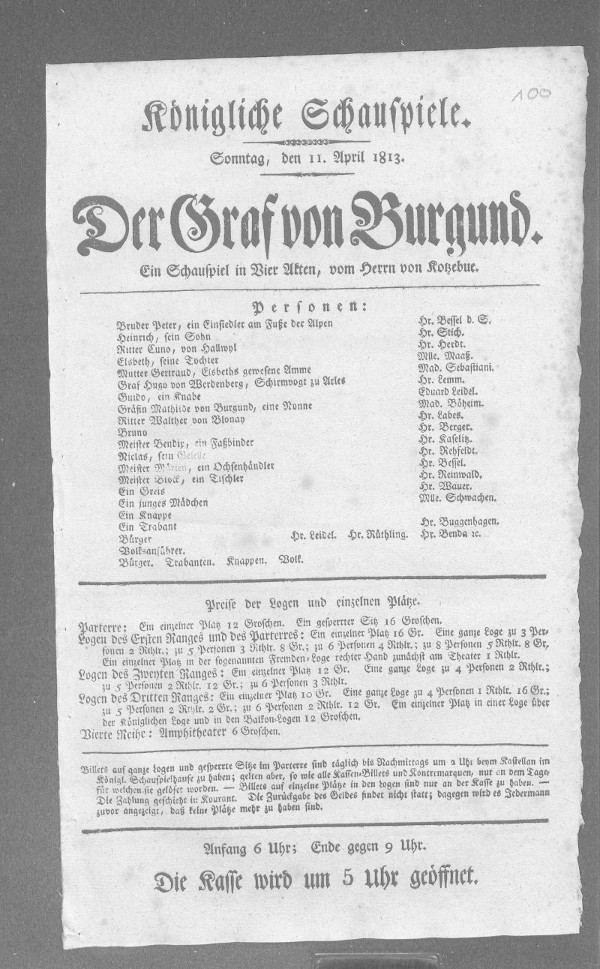 100
Königliche Schauspiele.
Sonntag, den 11. April 1813.
Der Graf von Burgund.
Ein Schauspiel in Vier Akten, vom Herrn von Kotzebue.
Personen:
Bruder Peter, ein Einsiedler am Fuße der Alpen Hr. Bessel d. S.
Heinrich, sein Sohn Hr. Stich.
Ritter Cuno, von Hallwyl Hr. Herdt.
Elsbeth, seine Tochter Mlle. Maaß.
Mutter Gertraud, Elsbeths gewesene Amme Mad. Sebastiani.
Graf Hugo von Werdenberg, Schirmvogt zu Arles Hr. Lemm.
Guido, ein Knabe Eduard Leidel.
Gräfin Mathilde von Burgund, eine Nonne Mad. Böheim.
Ritter Walther von Blonay Hr. Labes.
Bruno Hr. Berger.
Meister Bendix, ein Faßbinder Hr. Kaselitz.
Niclas, sein Geselle Hr. Rehfeldt.
Meister ein Ochsenhändler Hr. Bessel.
Meister Block, ein Tischler Hr. Reinwald.
Ein Greis Hr. Wauer.
Ein junges Mädchen Mlle. Schwachen.
Ein Knappe
Ein Trabant Hr. Buggenhagen.
Bürger Hr. Leidel. Hr. Rüthling. Hr. Benda ꝛc.
Volksanführer.
Bürger. Trabanten. Knappen. Volk.
Preise der Logen und einzelnen Plätze.
Parterre: Ein einzelner Platz 12 Groschen. Ein gesperrter Sitz 16 Groschen.
Logen des Ersten Ranges und des Parterres: Ein einzelner Platz 16 Gr. Eine ganze Loge zu 3 Per-
sonen 2 Rthlr.; zu 5 Personen 3 Rthlr. 8 Gr.; zu 6 Personen 4 Rthlr.; zu 8 Personen 5 Rthlr. 8 Gr.
Ein einzelner Platz in der sogenannten Fremden-Loge rechter Hand zunächst am Theater 1 Rthlr.
Logen des Zweyten Ranges: Ein einzelner Platz 12 Gr. Eine ganze Loge zu 4 Personen 2 Rthlr.;
zu 5 Personen 2 Rthlr. 12 Gr.; zu 6 Personen 3 Rthlr.
Logen des Dritten Ranges: Ein einzelner Platz 10 Gr. Eine ganze Loge zu 4 Personen 1 Rthlr. 16 Gr.;
zu 5 Personen 2 Rthlr. 2 Gr.; zu 6 Personen 2 Rthlr. 12 Gr. Ein einzelner Platz in einer Loge über
der Königlichen Loge und in den Balkon-Logen 12 Groschen.
Vierte Reihe: Amphitheater 6 Groschen.
Billets auf ganze Logen und gesperrte Sitze im Parterre sind täglich bis Nachmittags um 2 Uhr beym Kastellan im
Königl. Schauspielhause zu haben; gelten aber, so wie alle Kassen-Billets und Kontremarquen, nur an dem Tage,
für welchen sie gelöset worden. — Billets auf einzelne Plätze in den Logen sind nur an der Kasse zu haben. —
Die Zahlung geschieht in Kourant. Die Zurückgabe des Geldes findet nicht statt; dagegen wird es Jedermann
zuvor angezeigt, daß keine Plätze mehr zu haben sind.
Anfang 6 Uhr; Ende gegen 9 Uhr.
Die Kasse wird um 5 Uhr geöffnet.